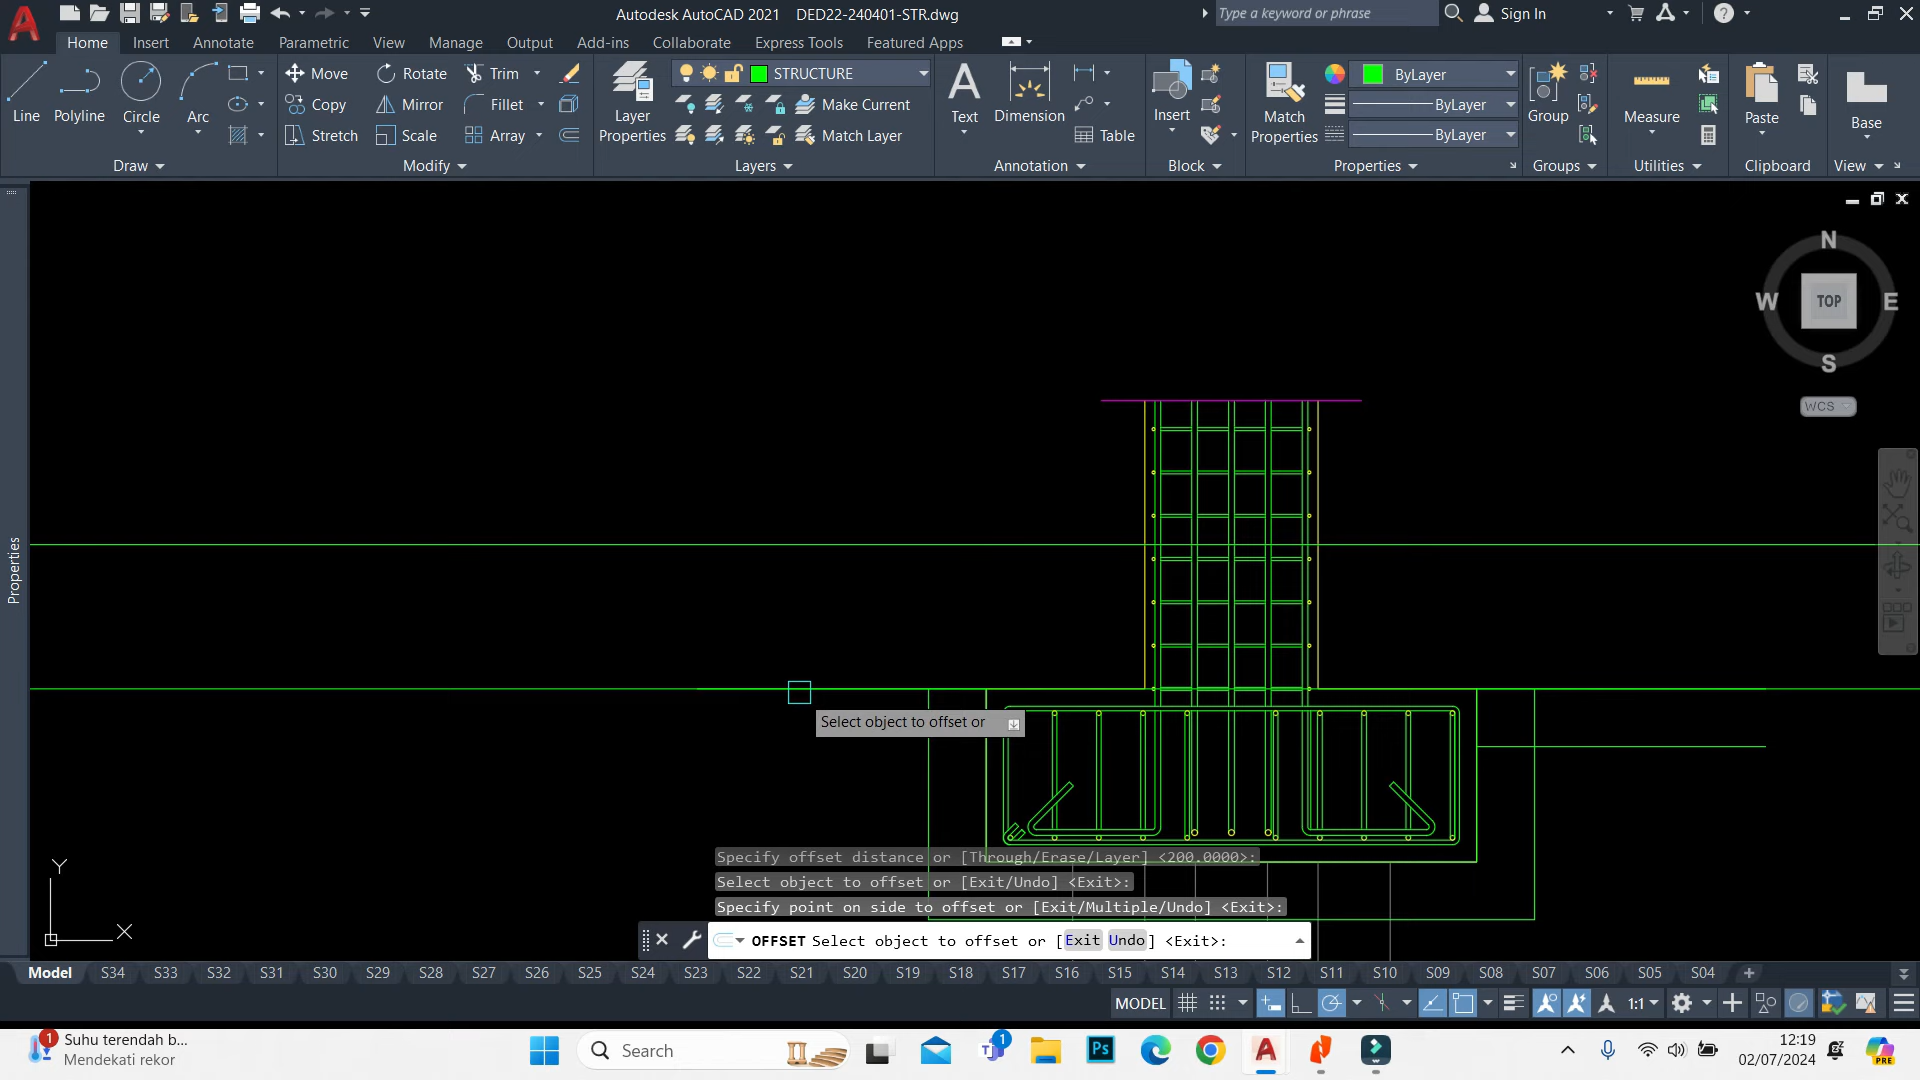 Autodesk AutoCAD 2021 DED22-240401-STR.dwg
Type a keyword or phrase
Sign In
Home Insert Annotate Parametric View Manage Output Add-ins Collaborate Express Tools Featured Apps
Line
Polyline
Circle
Arc
Move
Rotate
Trim
Copy
Mirror
Fillet
Stretch
Scale
Array
Layer
Properties
STRUCTURE
Make Current
Match Layer
Text
Dimension
Table
Insert
Match
Properties
ByLayer
ByLayer
ByLayer
Group
Measure
Paste
Base
Draw
Modify
Layers
Annotation
Block
Properties
Groups
Utilities
Clipboard
View
N
W
TOP
E
S
WCS
Properties
Select object to offset or
Y
X
Specify offset distance or [Through/Erase/Layer] <200.0000>:
Select object to offset or [Exit/Undo] <Exit>:
Specify point on side to offset or [Exit/Multiple/Undo] <Exit>:
OFFSET Select object to offset or [Exit Undo] <Exit>:
Model S34 S33 S32 S31 S30 S29 S28 S27 S26 S25 S24 S23 S22 S21 S20 S19 S18 S17 S16 S15 S14 S13 S12 S11 S10 S09 S08 S07 S06 S05 S04
MODEL
1:1
1
Suhu terendah b...
Mendekati rekor
Search
1
Ps
12:19
02/07/2024
PRE